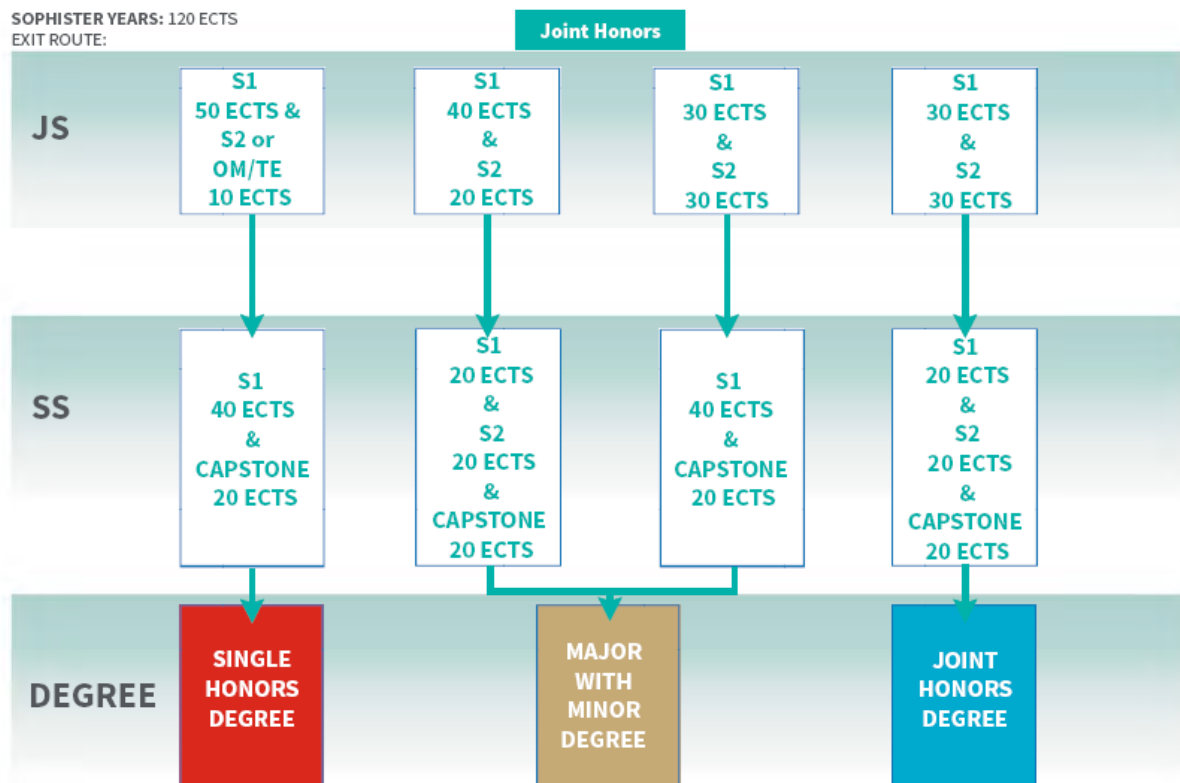 SOPHISTER YEARS: 120 ECTS
EXIT ROUTE:
Joint Honors
JS
S1
50 ECTS &
S2 or
OM/TE
10 ECTS
S1
40 ECTS
&
S2
20 ECTS
S1
30 ECTS
&
S2
30 ECTS
S1
30 ECTS
&
S2
30 ECTS
SS
S1
40 ECTS
&
CAPSTONE
20 ECTS
S1
20 ECTS
&
S2
20 ECTS
&
CAPSTONE
20 ECTS
S1
40 ECTS
&
CAPSTONE
20 ECTS
S1
20 ECTS
&
S2
20 ECTS
&
CAPSTONE
20 ECTS
DEGREE
SINGLE
HONORS
DEGREE
MAJOR
WITH
MINOR
DEGREE
JOINT
HONORS
DEGREE